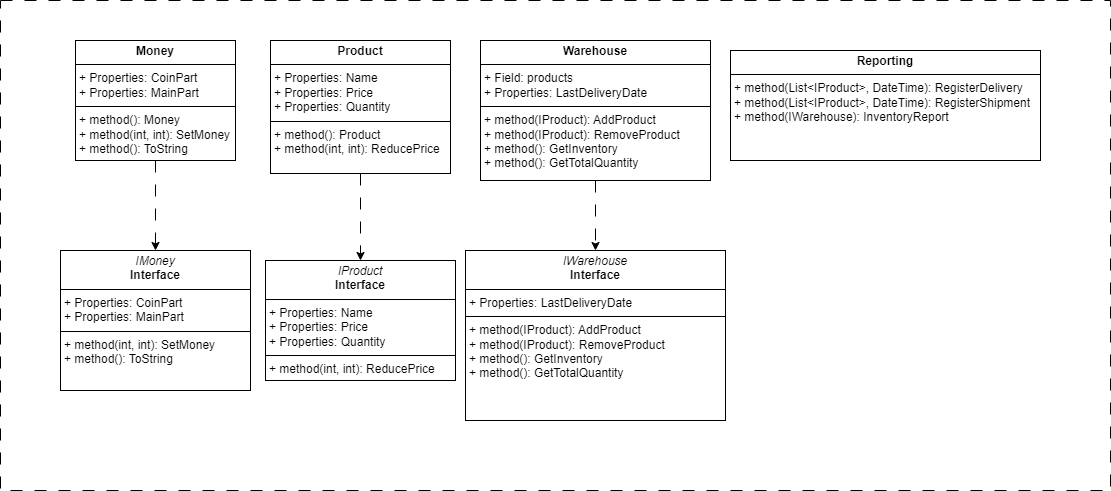 Money
+ Properties: CoinPart
+ Properties: MainPart
+ method(): Money
+ method(int, int): SetMoney
+ method(): ToString
Product
+ Properties: Name
+ Properties: Price
+ Properties: Quantity
+ method(): Product
+ method(int, int): ReducePrice
Warehouse
+ Field: products
+ Properties: LastDeliveryDate
+ method(IProduct): AddProduct
+ method(IProduct): RemoveProduct
+ method(): GetInventory
+ method(): GetTotalQuantity
Reporting
+ method(List<IProduct>, DateTime): RegisterDelivery
+ method(List<IProduct>, DateTime): RegisterShipment
+ method(IWarehouse): InventoryReport
IMoney
Interface
+ Properties: CoinPart
+ Properties: MainPart
+ method(int, int): SetMoney
+ method(): ToString
IProduct
Interface
+ Properties: Name
+ Properties: Price
+ Properties: Quantity
+ method(int, int): ReducePrice
IWarehouse
Interface
+ Properties: LastDeliveryDate
+ method(IProduct): AddProduct
+ method(IProduct): RemoveProduct
+ method(): GetInventory
+ method(): GetTotalQuantity